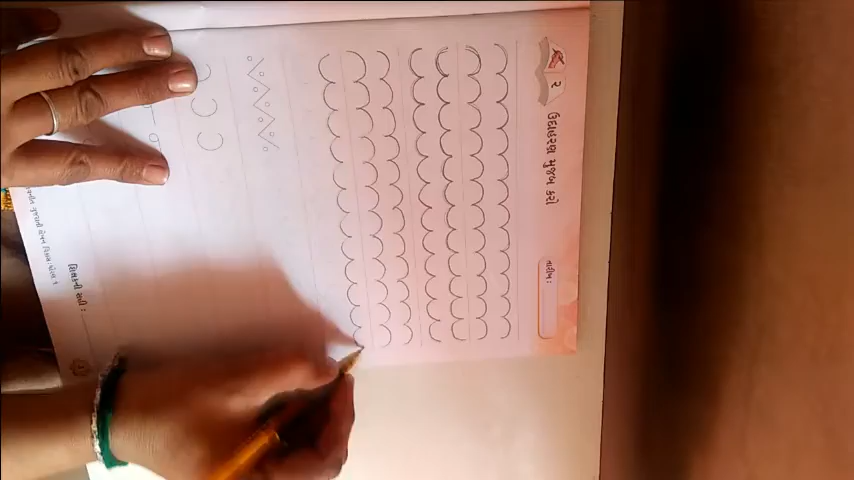 ૨
ઉદાહરણ મુજબ કરો
તારીખ :
શિક્ષકની સહી :